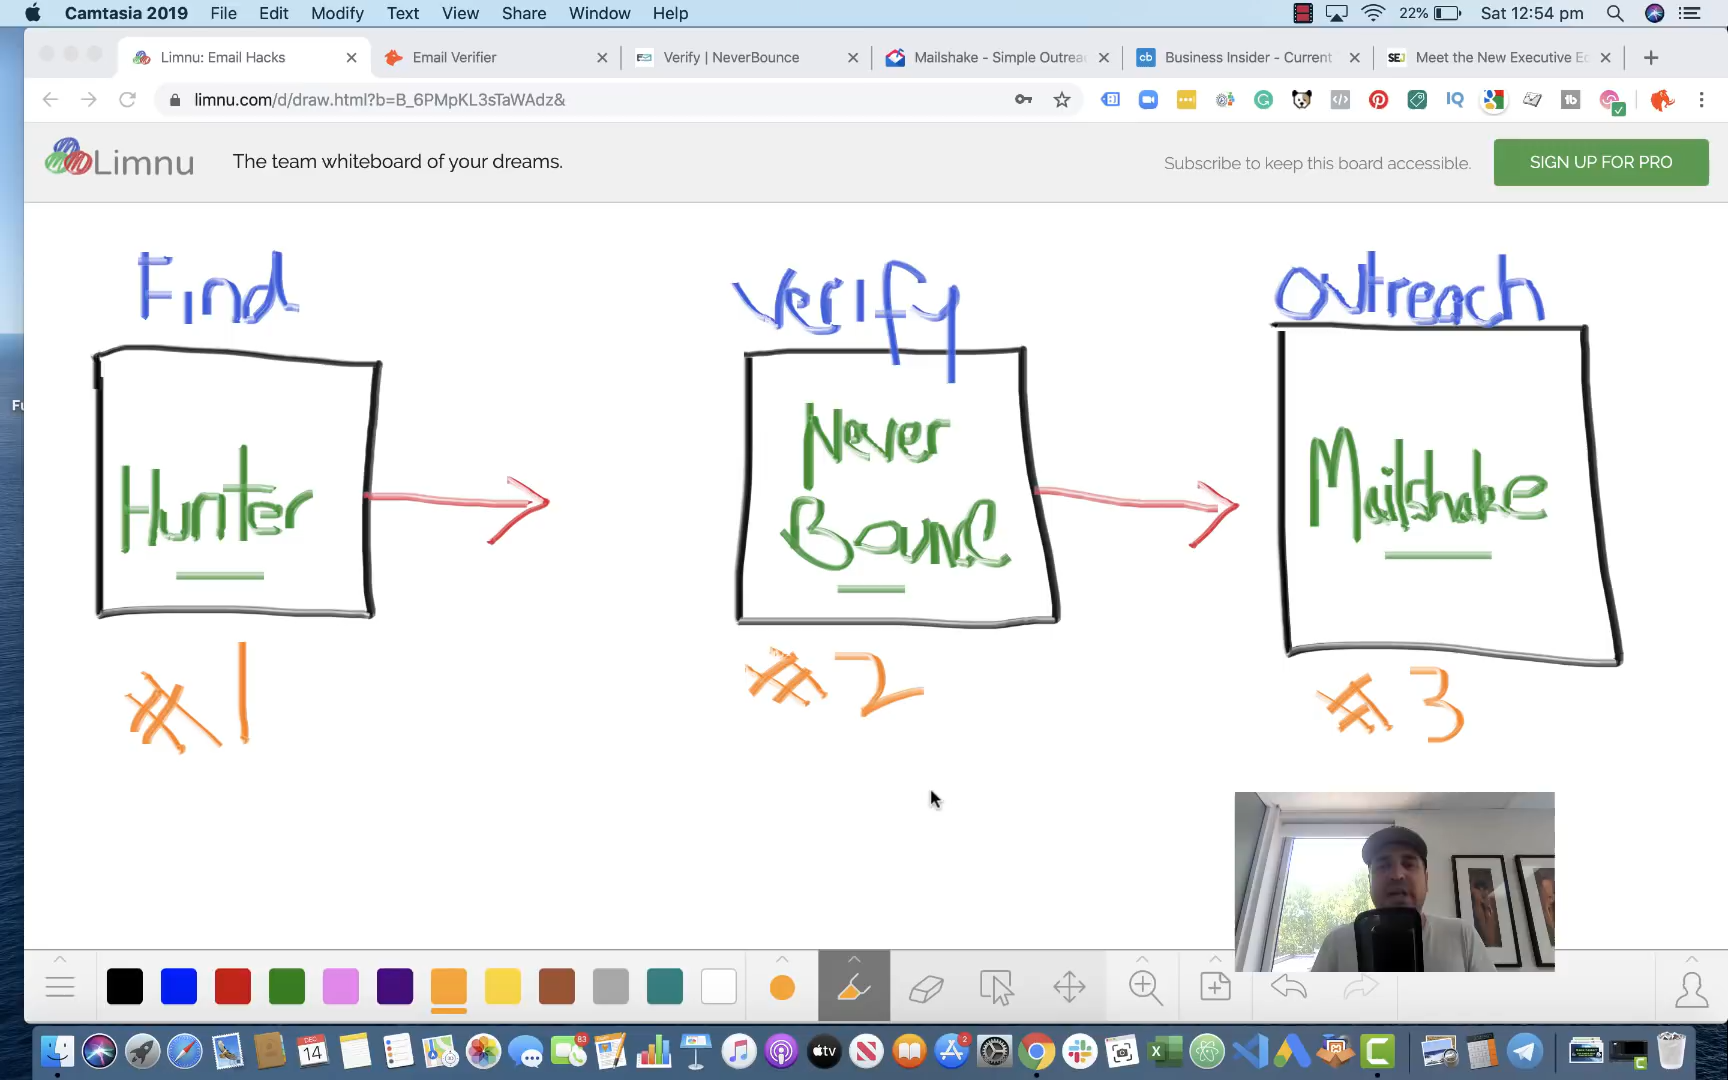 Camtasia 2019 File Edit Modify Text View Share Window Help 22% Sat 12:54 pm
Limnu: Email Hacks Email Verifier Verify | NeverBounce Mailshake - Simple Outrea Business Insider - Current SEJ Meet the New Executive Ed
limnu.com/d/draw.html?b=B_6PMpKL3sTaWAdz&
Limnu The team whiteboard of your dreams. Subscribe to keep this board accessible. SIGN UP FOR PRO
Find Verify Outreach
Hunter
Never
Bounce
Mailshake
#1 #2 #3